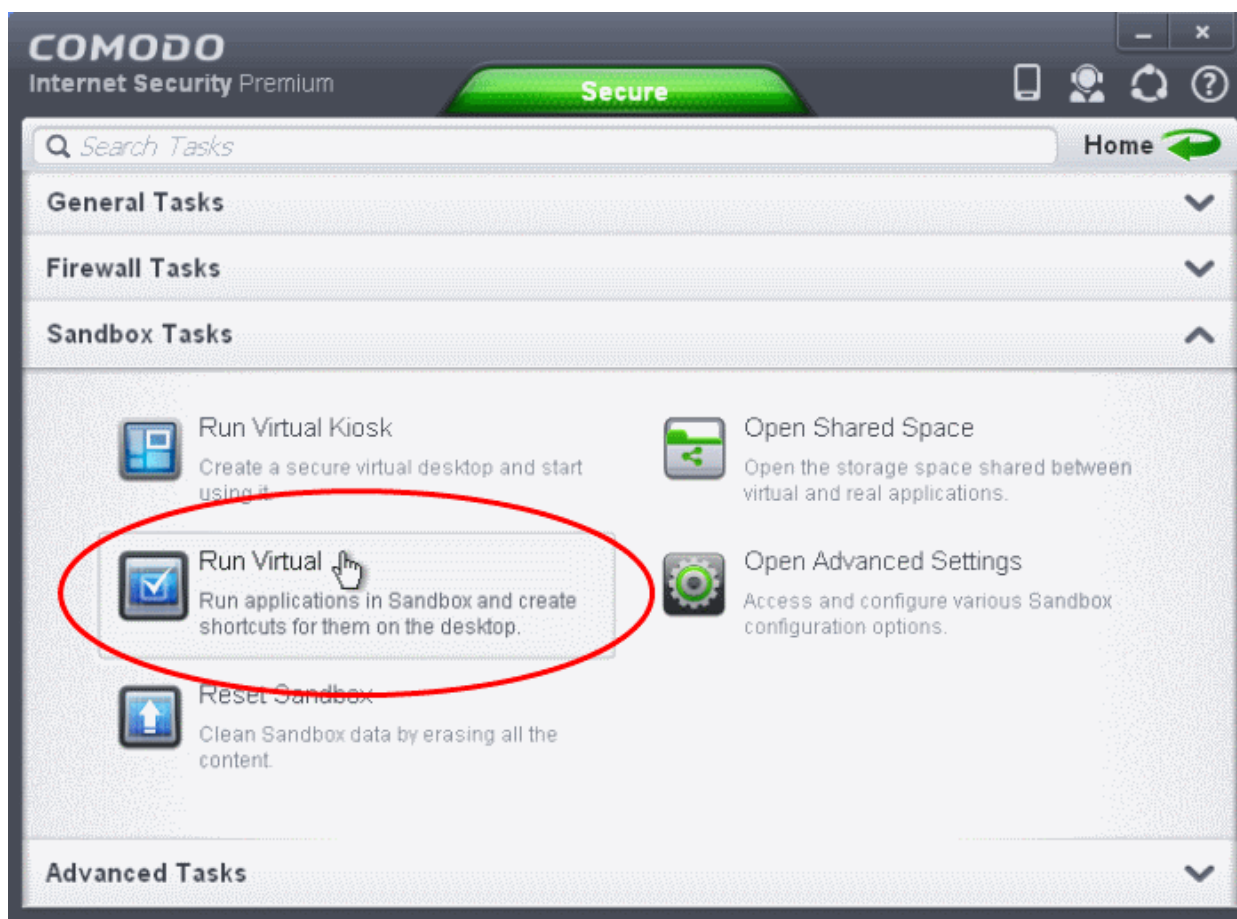 COMODO
Internet Security Premium
Secure
Search Tasks
Home
General Tasks
Firewall Tasks
Sandbox Tasks
Run Virtual Kiosk
Create a secure virtual desktop and start
using it.
Open Shared Space
Open the storage space shared between
virtual and real applications.
Run Virtual
Run applications in Sandbox and create
shortcuts for them on the desktop.
Open Advanced Settings
Access and configure various Sandbox
configuration options.
Reset Sandbox
Clean Sandbox data by erasing all the
content.
Advanced Tasks